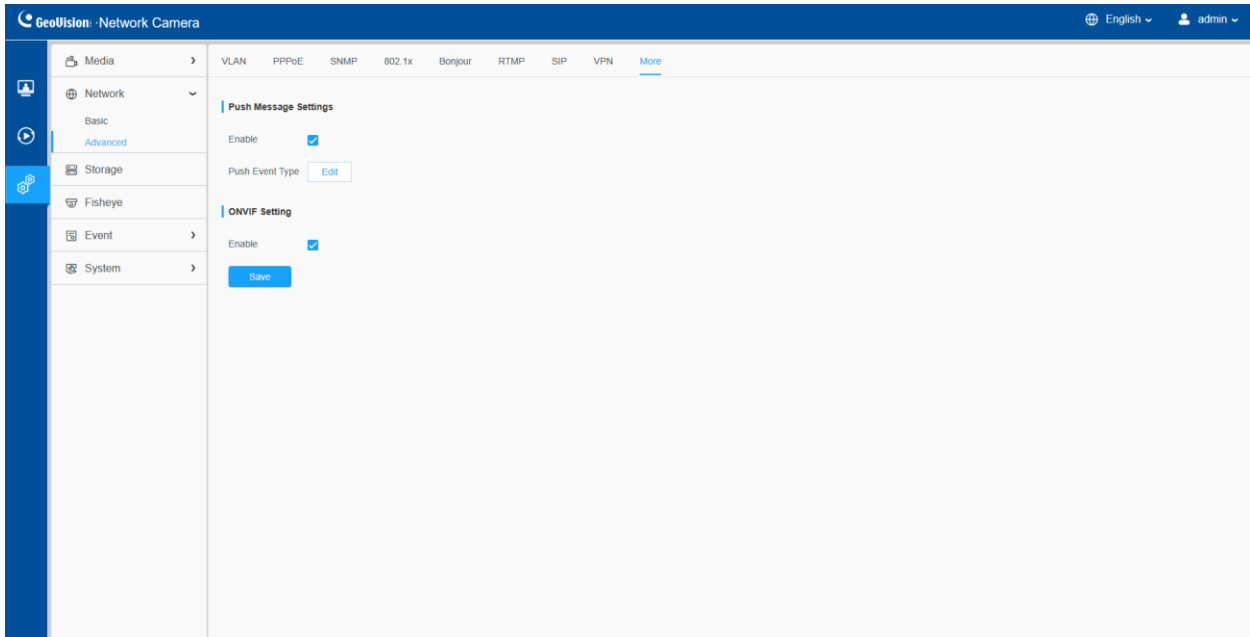 GeoVision Network Camera
English
admin
Media
Network
Basic
Advanced
Storage
Fisheye
Event
System
VLAN PPPoE SNMP 802.1x Bonjour RTMP SIP VPN More
Push Message Settings
Enable
Push Event Type Edit
ONVIF Setting
Enable
Save